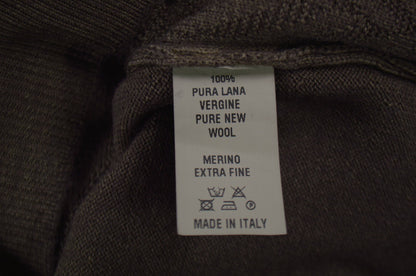 100%
PURA LANA
VERGINE
PURE NEW
WOOL
MERINO
EXTRA FINE
MADE IN ITALY